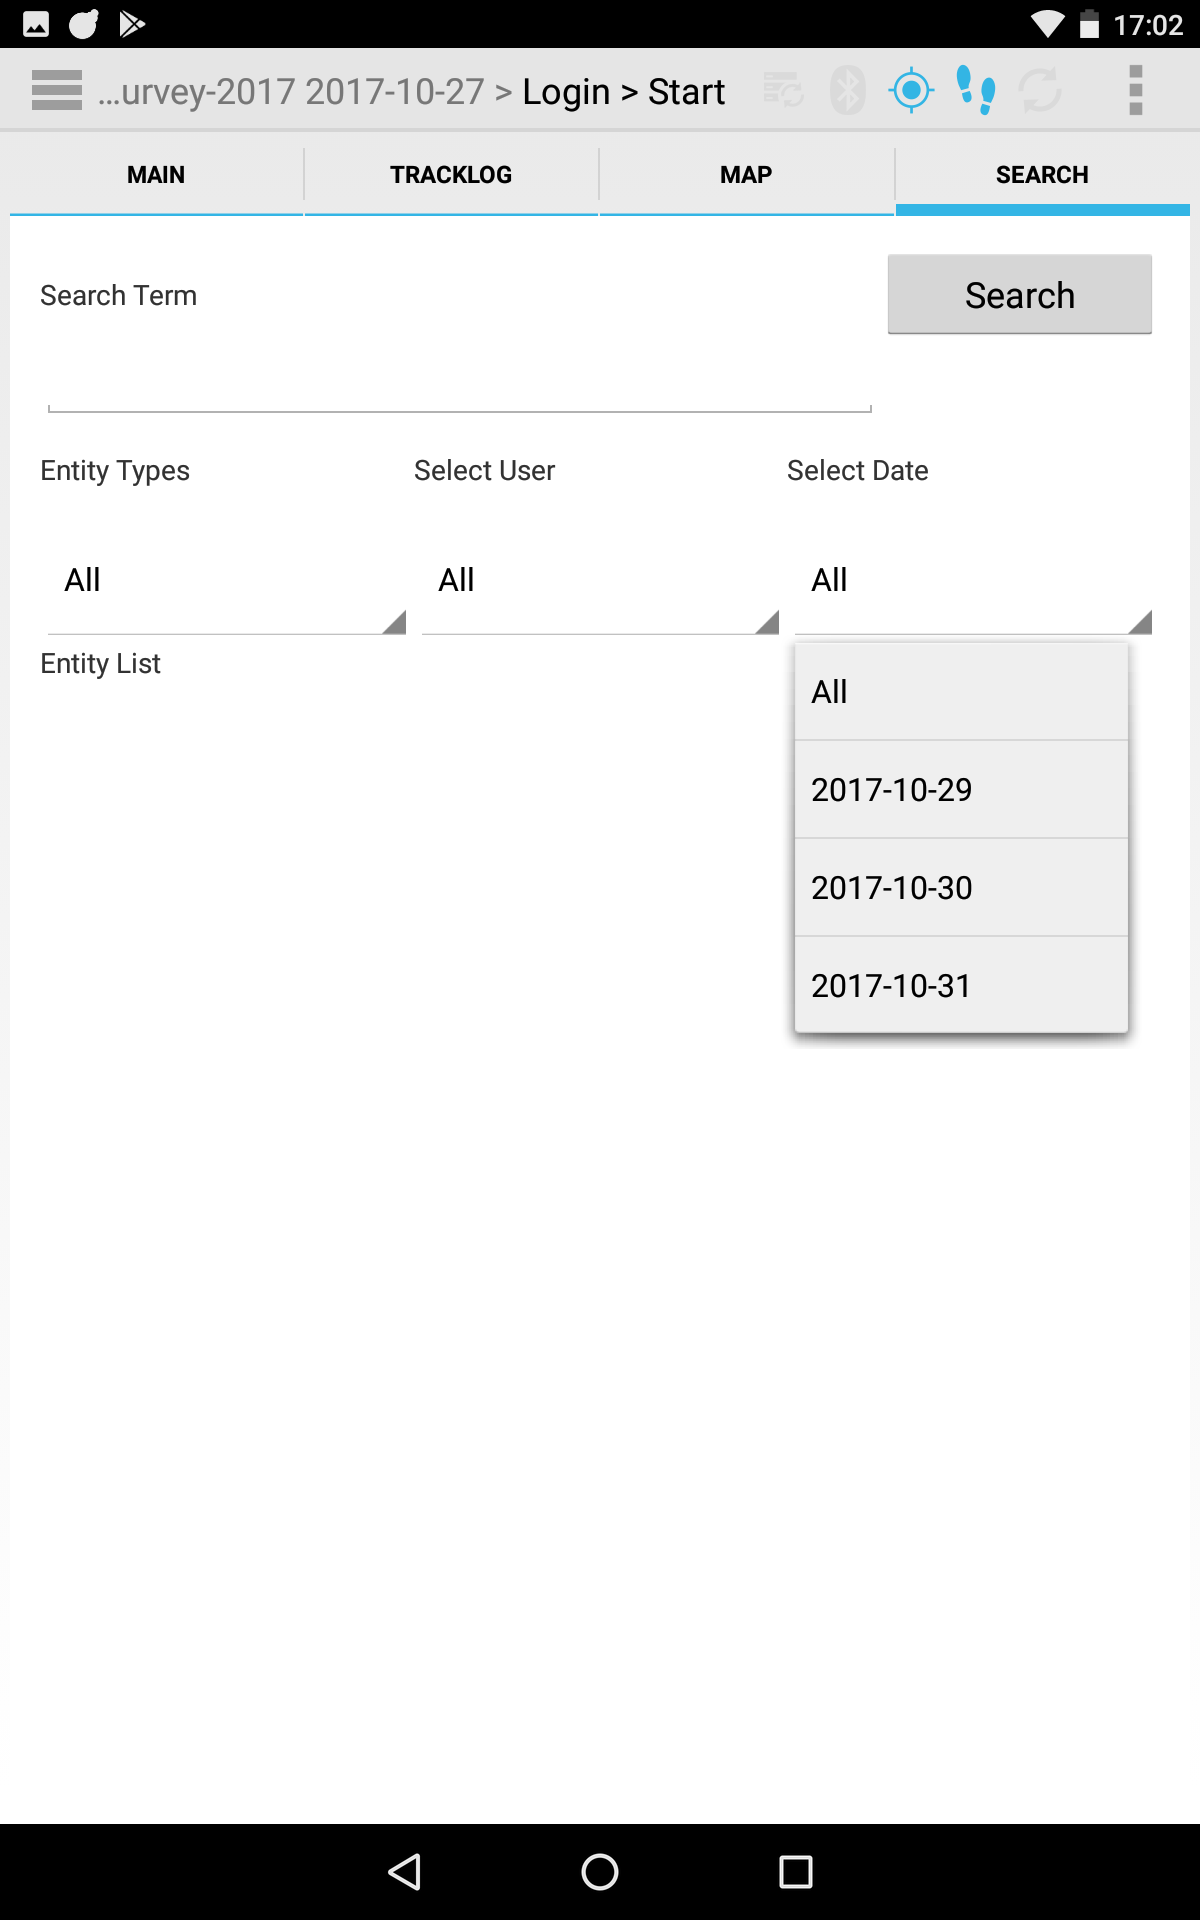 17:02
...urvey-2017 2017-10-27 > Login > Start
MAIN
TRACKLOG
MAP
SEARCH
Search Term
Search
Entity Types
Select User
Select Date
All
All
All
Entity List
All
2017-10-29
2017-10-30
2017-10-31